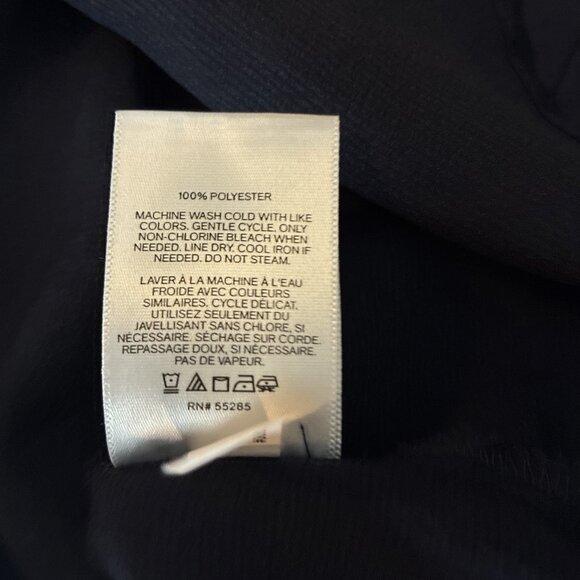 100% POLYESTER
MACHINE WASH COLD WITH LIKE
COLORS. GENTLE CYCLE. ONLY
NON-CHLORINE BLEACH WHEN
NEEDED. LINE DRY. COOL IRON IF
NEEDED. DO NOT STEAM.
LAVER À LA MACHINE À L'EAU
FROIDE AVEC COULEURS
SIMILAIRES. CYCLE DÉLICAT.
UTILISEZ SEULEMENT DU
JAVELLISANT SANS CHLORE, SI
NÉCESSAIRE. SÉCHAGE SUR CORDE.
REPASSAGE DOUX, SI NÉCESSAIRE.
PAS DE VAPEUR.
RN# 55285